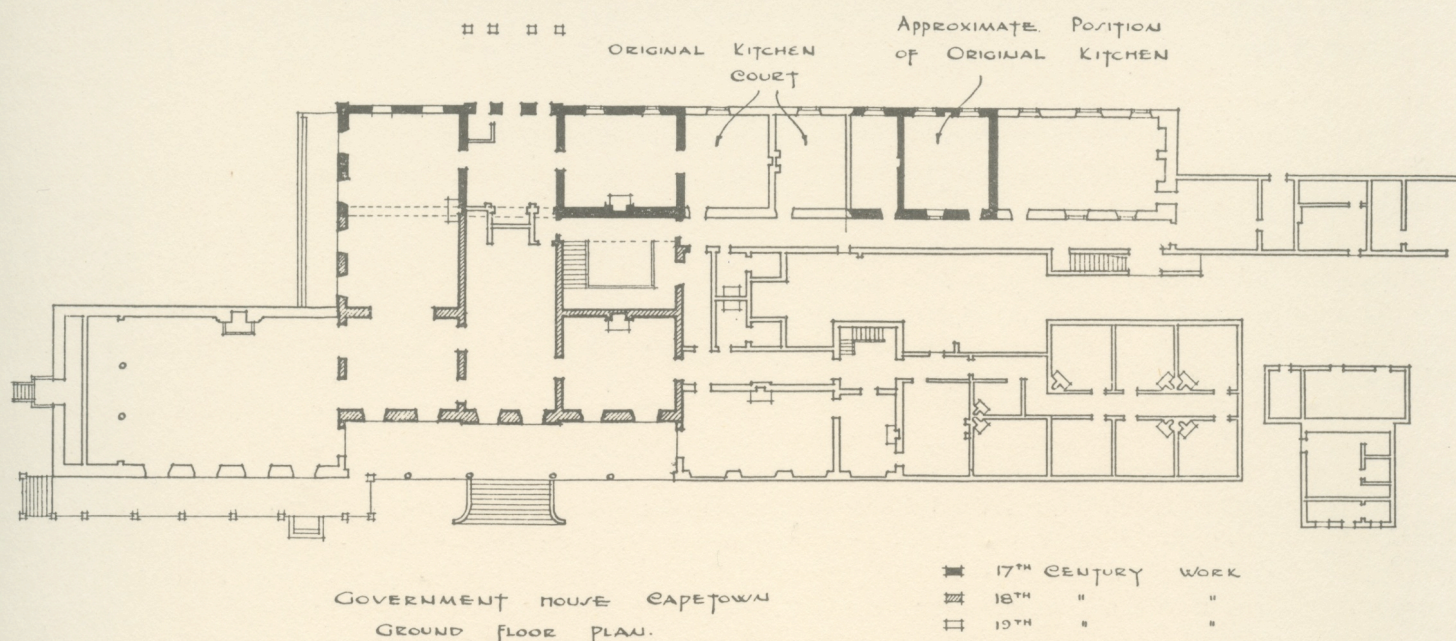 ORIGINAL KITCHEN
COURT
APPROXIMATE POSITION
OF ORIGINAL KITCHEN
GOVERNMENT HOUSE CAPETOWN
GROUND FLOOR PLAN.
17TH CENTURY WORK
18TH " "
19TH " "